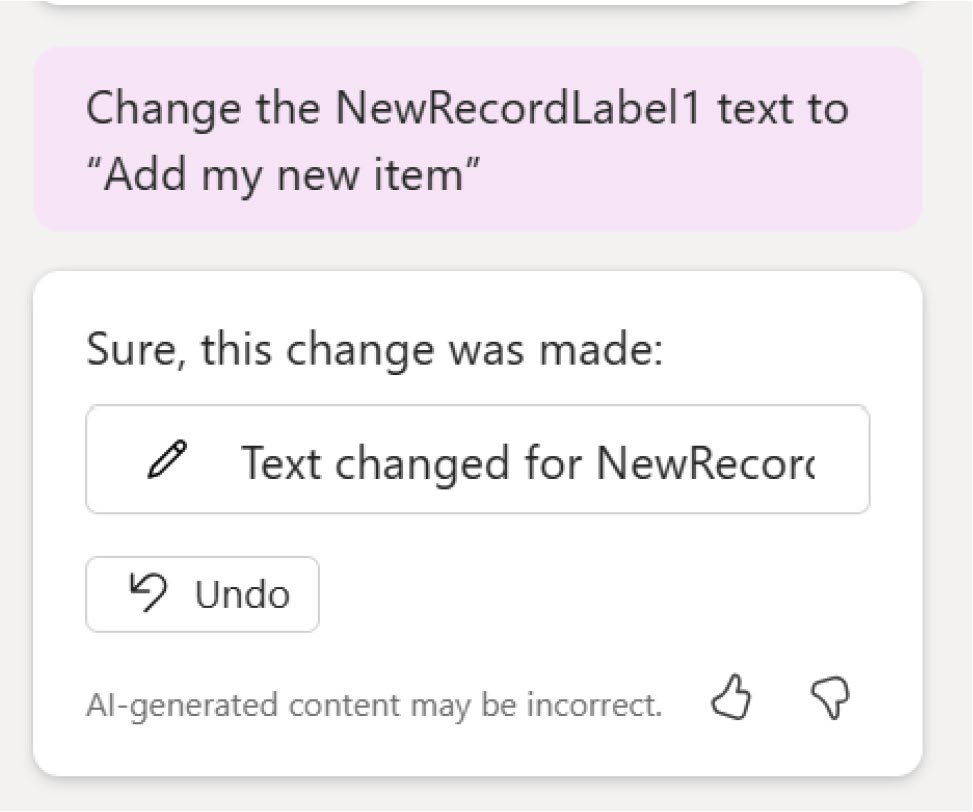 Change the NewRecordLabel1 text to
“Add my new item”
Sure, this change was made:
Text changed for NewRecor
Undo
AI-generated content may be incorrect.